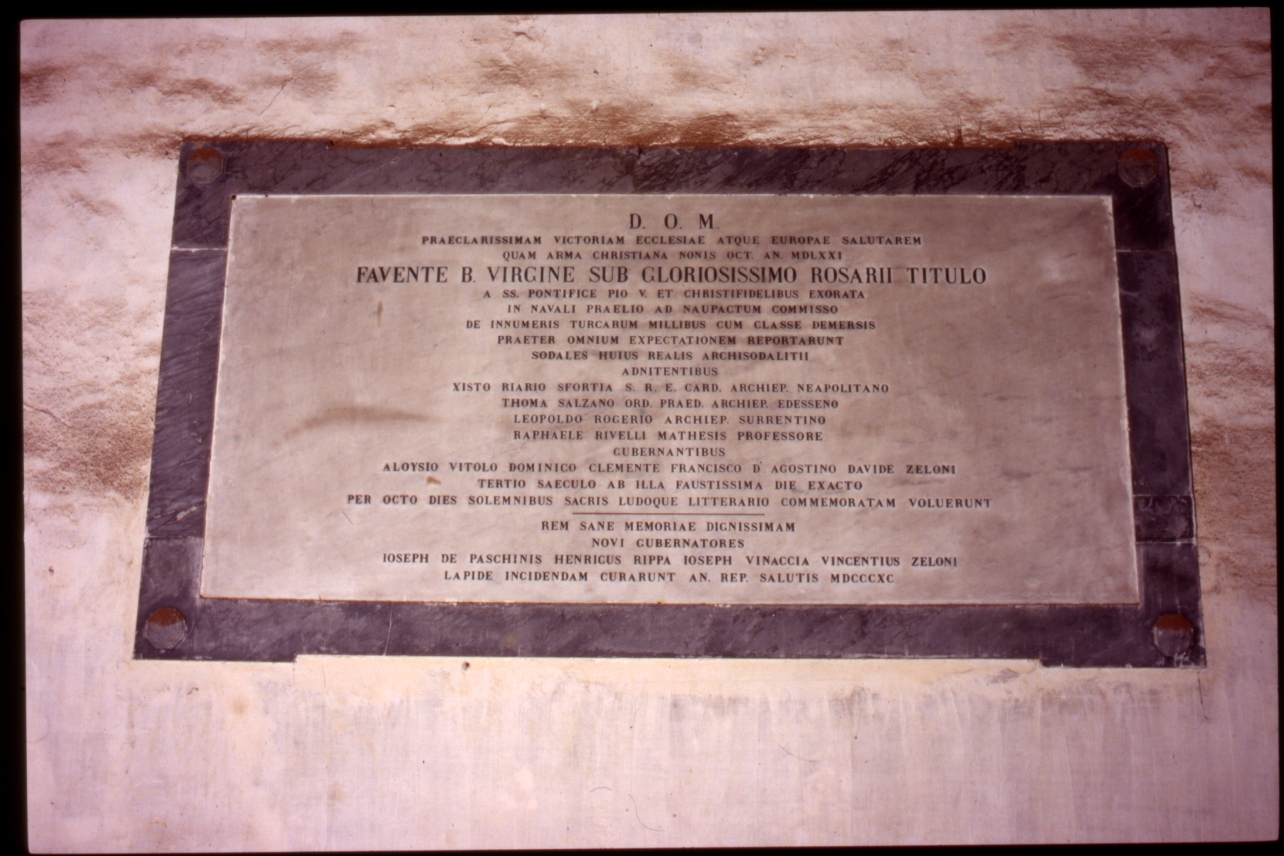 D. O. M.
PRAECLARISSIMAM VICTORIAM ECCLESIAE ATQUE EUROPAE SALUTAREM
QUAM ARMA CHRISTIANA NONIS OCT. AN. MDLXXI
FAVENTE B. VIRGINE SUB GLORIOSISSIMO ROSARII TITULO
A SS. PONTIFICE PIO V. ET CHRISTIFIDELIBUS EXORATA
IN NAVALI PRAELIO AD NAUPACTUM COMMISSO
DE INNUMERIS TURCARUM MILLIBUS CUM CLASSE DEMERSIS
PRAETER OMNIUM EXPECTATIONEM REPORTARUNT
SODALES HUIUS REALIS ARCHISODALITII
ADNITENTIBUS
XISTO RIARIO SFORTIA S. R. E. CARD. ARCHIEP. NEAPOLITANO
THOMA SALZANO ORD. PRAED. ARCHIEP. EDESSENO
LEOPOLDO ROGERIO ARCHIEP. SURRENTINO
RAPHAELE RIVELLI MATHESIS PROFESSORE
GUBERNANTIBUS
ALOYSIO VITOLO DOMINICO CLEMENTE FRANCISCO D'AGOSTINO DAVIDE ZELONI
TERTIO SAECULO AB ILLA FAUSTISSIMA DIE EXACTO
PER OCTO DIES SOLEMNIBUS SACRIS LUDOQUE LITTERARIO COMMEMORATAM VOLUERUNT
REM SANE MEMORIAE DIGNISSIMAM
NOVI GUBERNATORES
IOSEPH DE PASCHINIS HENRICUS RIPPA IOSEPH VINACCIA VINCENTIUS ZELONI
LAPIDE INCIDENDAM CURARUNT AN. REP. SALUTIS MDCCCXC